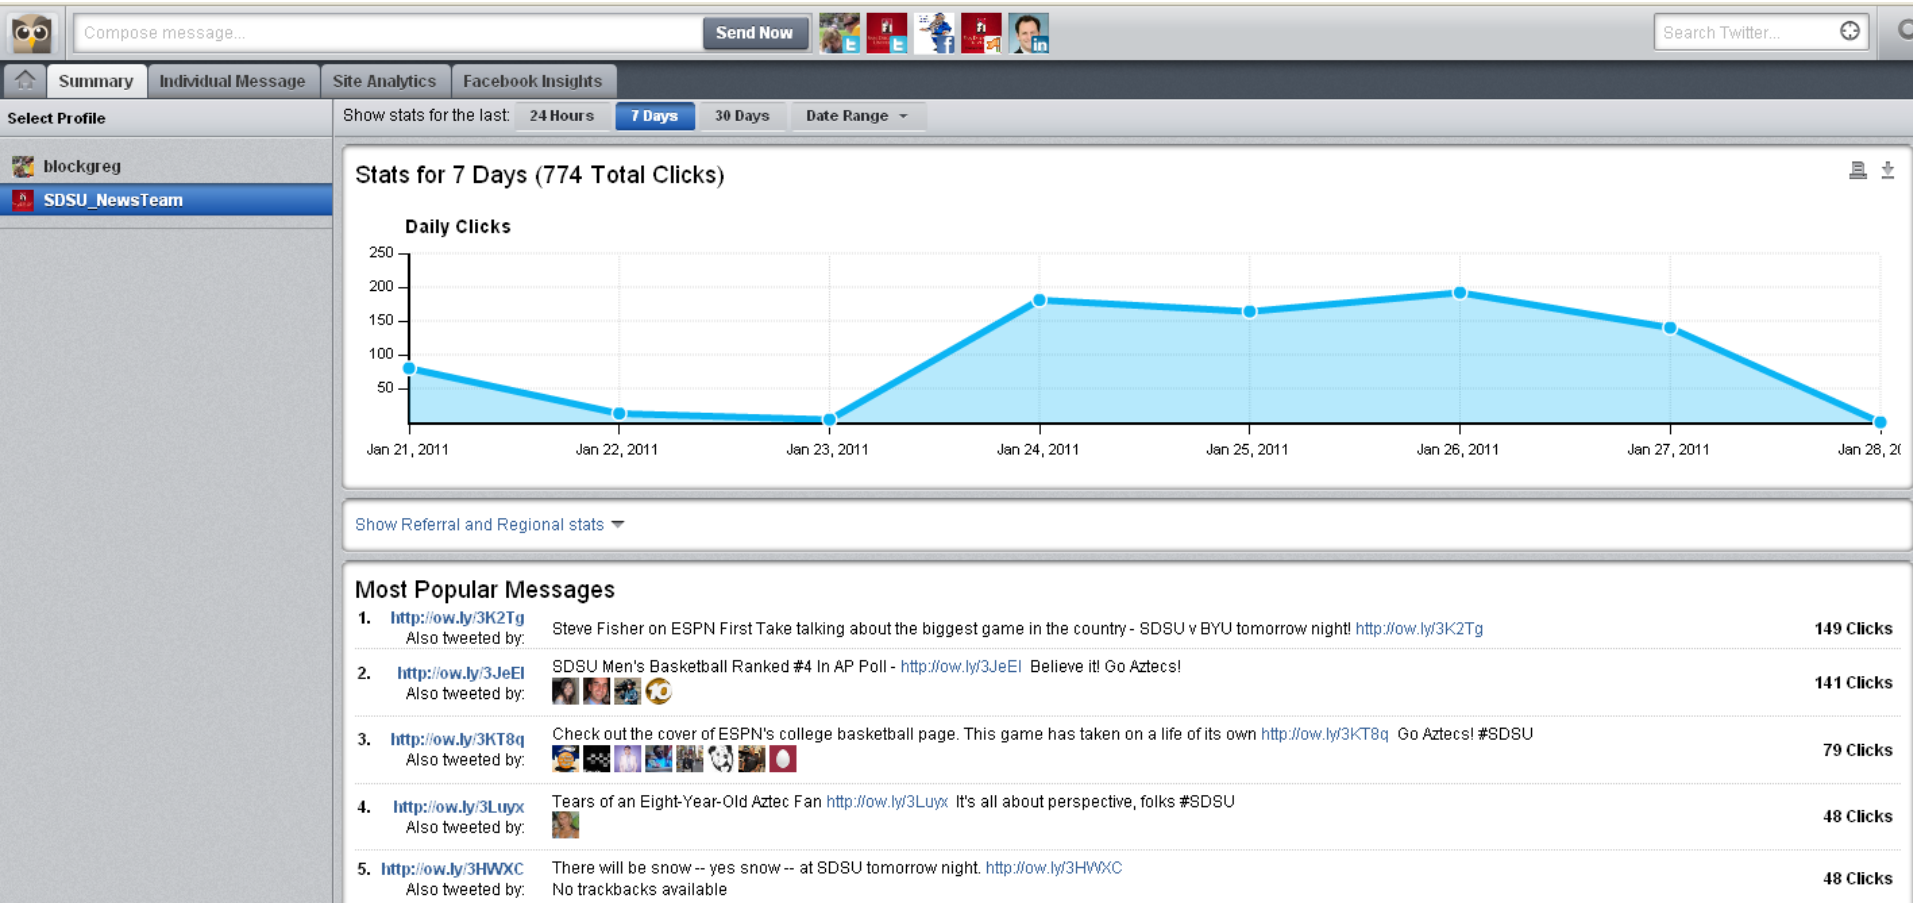 Compose message...
Send Now
Search Twitter...
Summary
Individual Message
Site Analytics
Facebook Insights
Select Profile
Show stats for the last:
24 Hours
7 Days
30 Days
Date Range
blockgreg
SDSU_NewsTeam
Stats for 7 Days (774 Total Clicks)
Daily Clicks
250
200
150
100
50
Jan 21, 2011
Jan 22, 2011
Jan 23, 2011
Jan 24, 2011
Jan 25, 2011
Jan 26, 2011
Jan 27, 2011
Jan 28, 20
Show Referral and Regional stats
Most Popular Messages
1. http://ow.ly/3K2Tg
Also tweeted by:
Steve Fisher on ESPN First Take talking about the biggest game in the country - SDSU v BYU tomorrow night! http://ow.ly/3K2Tg
149 Clicks
2. http://ow.ly/3JeEl
Also tweeted by:
SDSU Men's Basketball Ranked #4 In AP Poll - http://ow.ly/3JeEl Believe it! Go Aztecs!
10
141 Clicks
3. http://ow.ly/3KT8q
Also tweeted by:
Check out the cover of ESPN's college basketball page. This game has taken on a life of its own http://ow.ly/3KT8q Go Aztecs! #SDSU
79 Clicks
4. http://ow.ly/3Luyx
Also tweeted by:
Tears of an Eight-Year-Old Aztec Fan http://ow.ly/3Luyx It's all about perspective, folks #SDSU
48 Clicks
5. http://ow.ly/3HWXC
Also tweeted by:
There will be snow -- yes snow -- at SDSU tomorrow night. http://ow.ly/3HWXC
No trackbacks available
48 Clicks